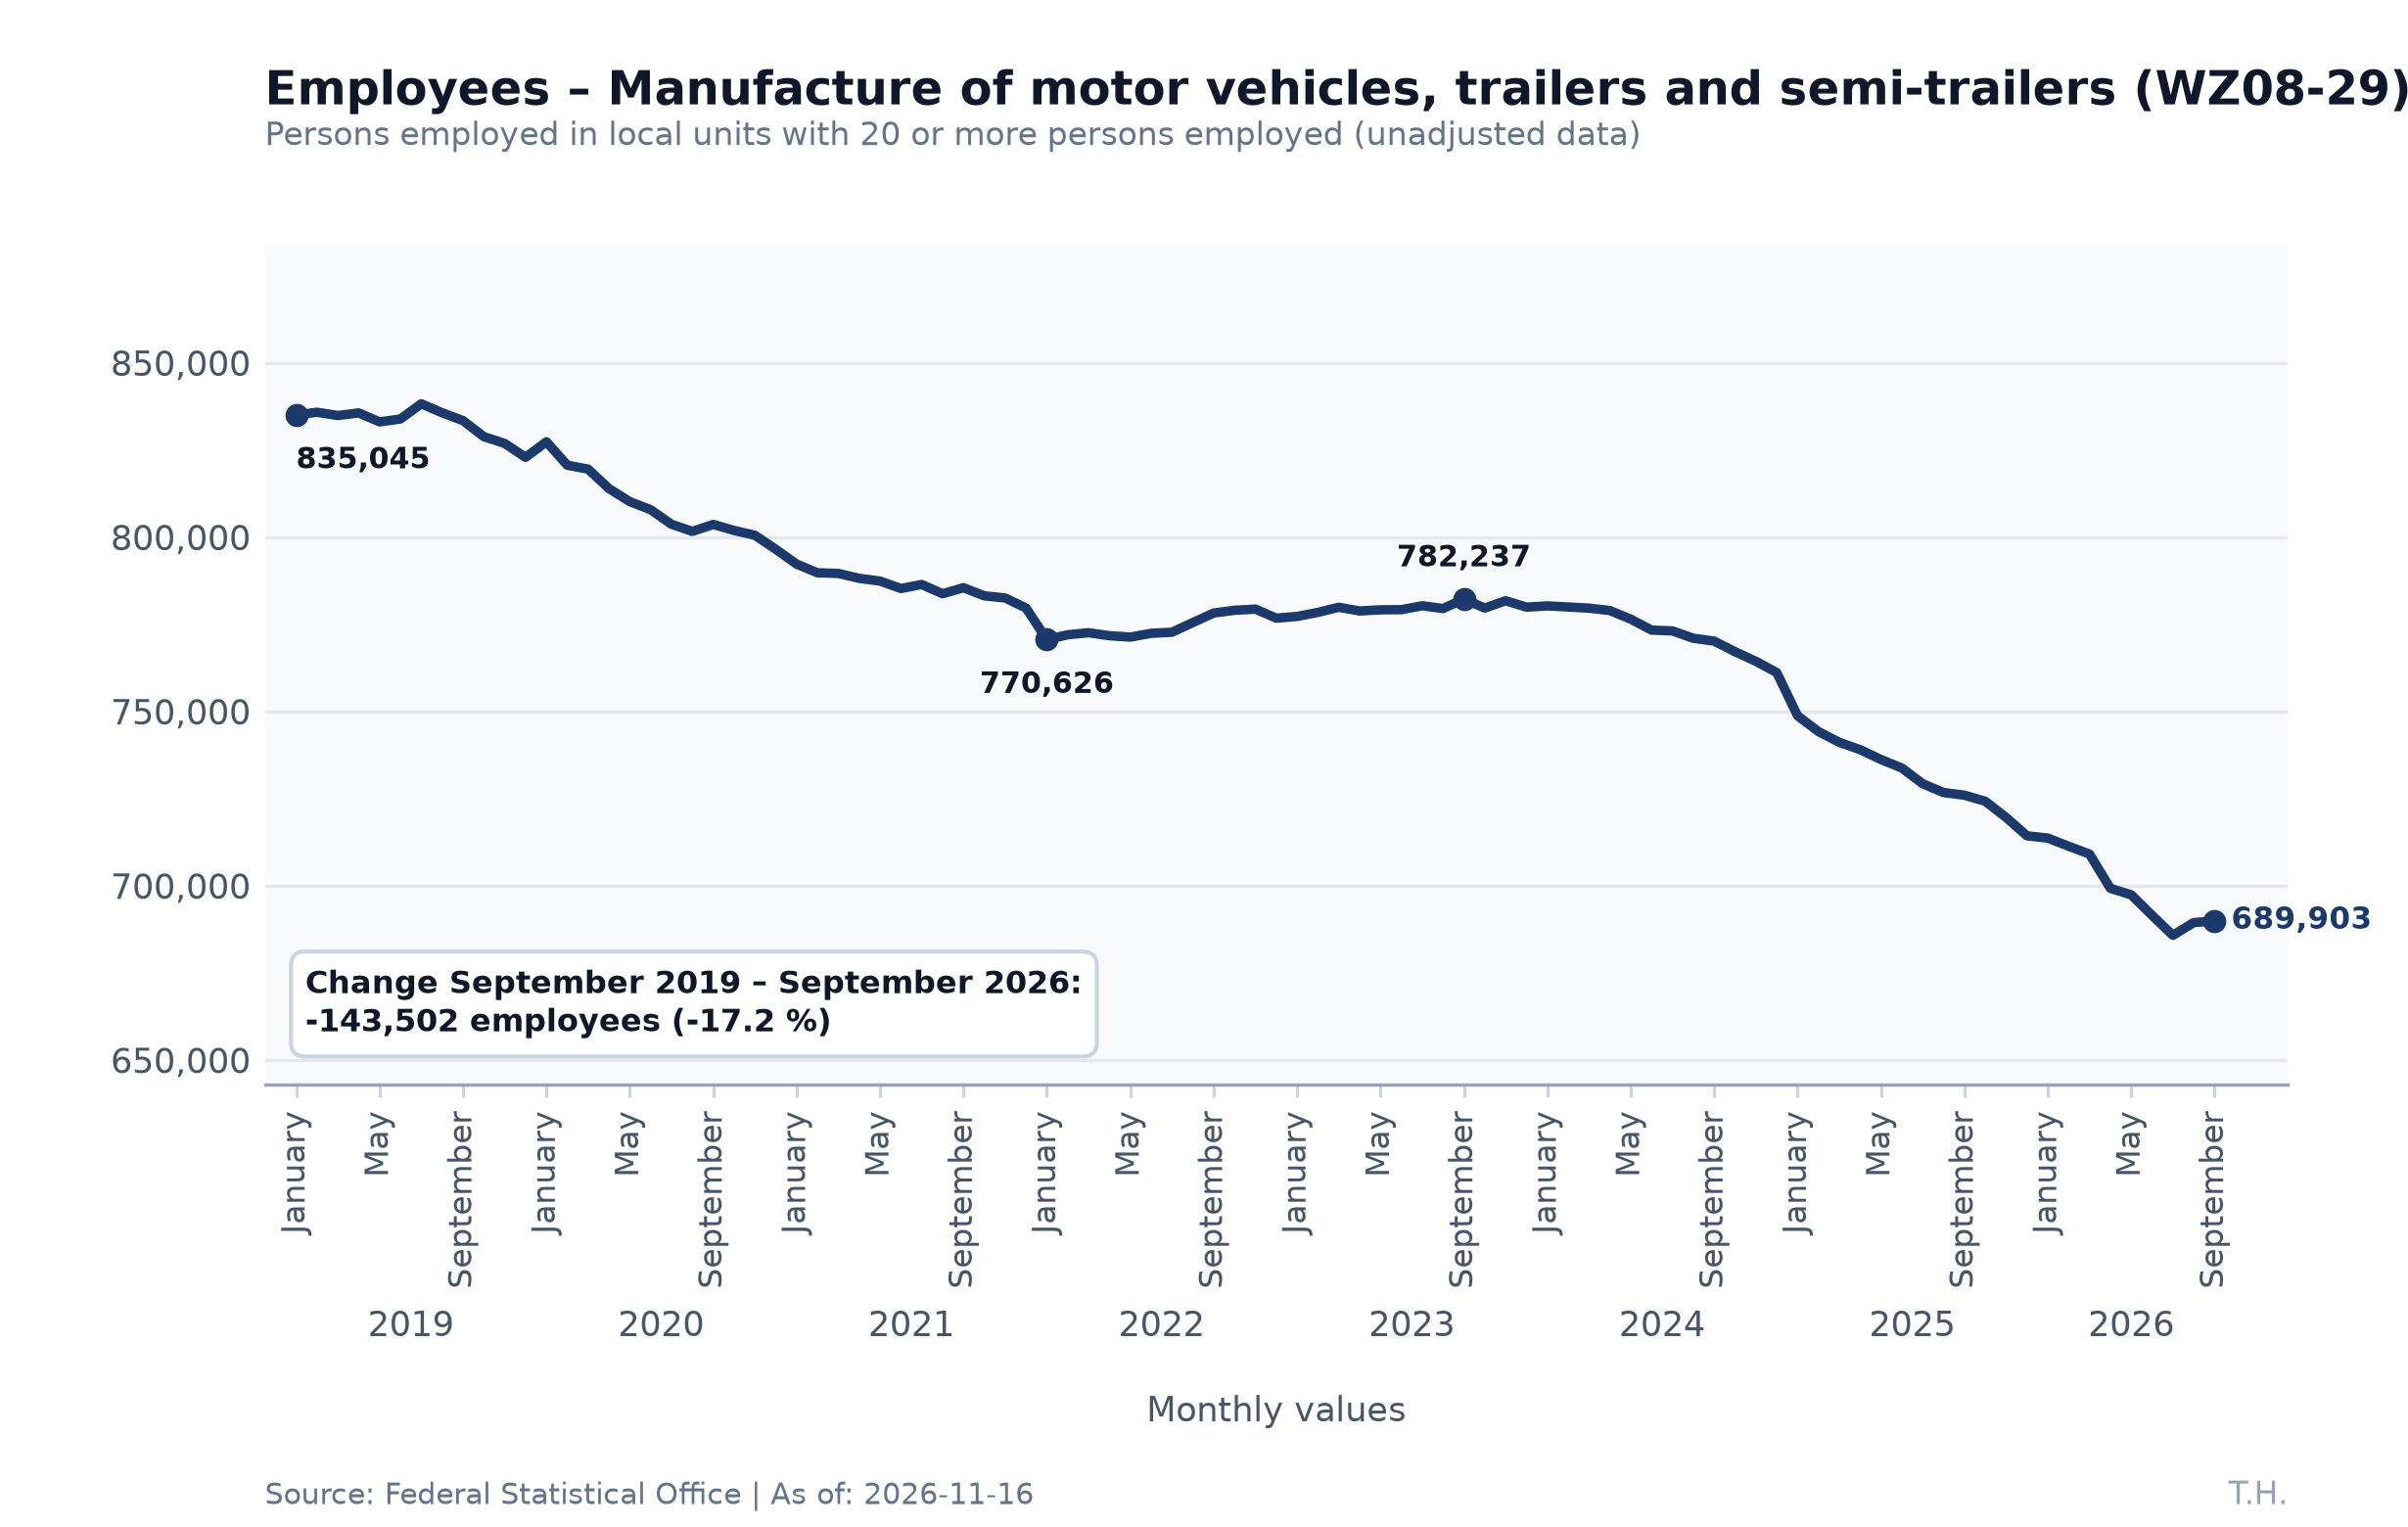 Employees – Manufacture of motor vehicles, trailers and semi-trailers (WZ08-29)
Persons employed in local units with 20 or more persons employed (unadjusted data)
850,000
800,000
750,000
700,000
650,000
835,045
770,626
782,237
689,903
Change September 2019 – September 2026:
-143,502 employees (-17.2 %)
January
May
September
January
May
September
January
May
September
January
May
September
January
May
September
January
May
September
January
May
September
January
May
September
2019
2020
2021
2022
2023
2024
2025
2026
Monthly values
Source: Federal Statistical Office | As of: 2026-11-16
T.H.